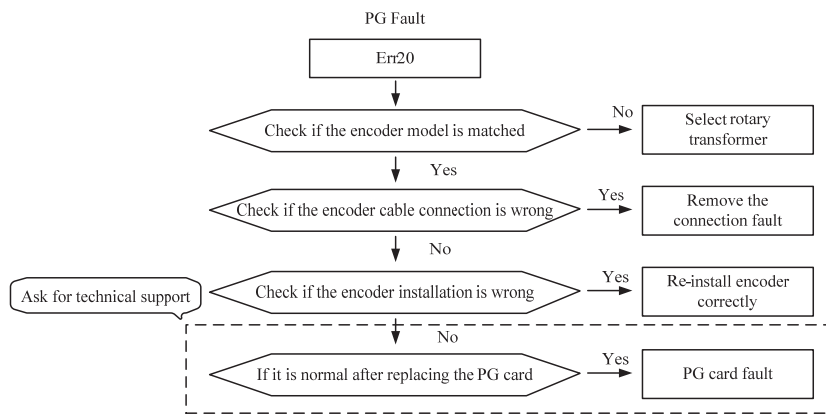 PG Fault
Err20
Check if the encoder model is matched
No
Select rotary
transformer
Yes
Check if the encoder cable connection is wrong
Yes
Remove the
connection fault
No
Ask for technical support
Check if the encoder installation is wrong
Yes
Re-install encoder
correctly
No
If it is normal after replacing the PG card
Yes
PG card fault